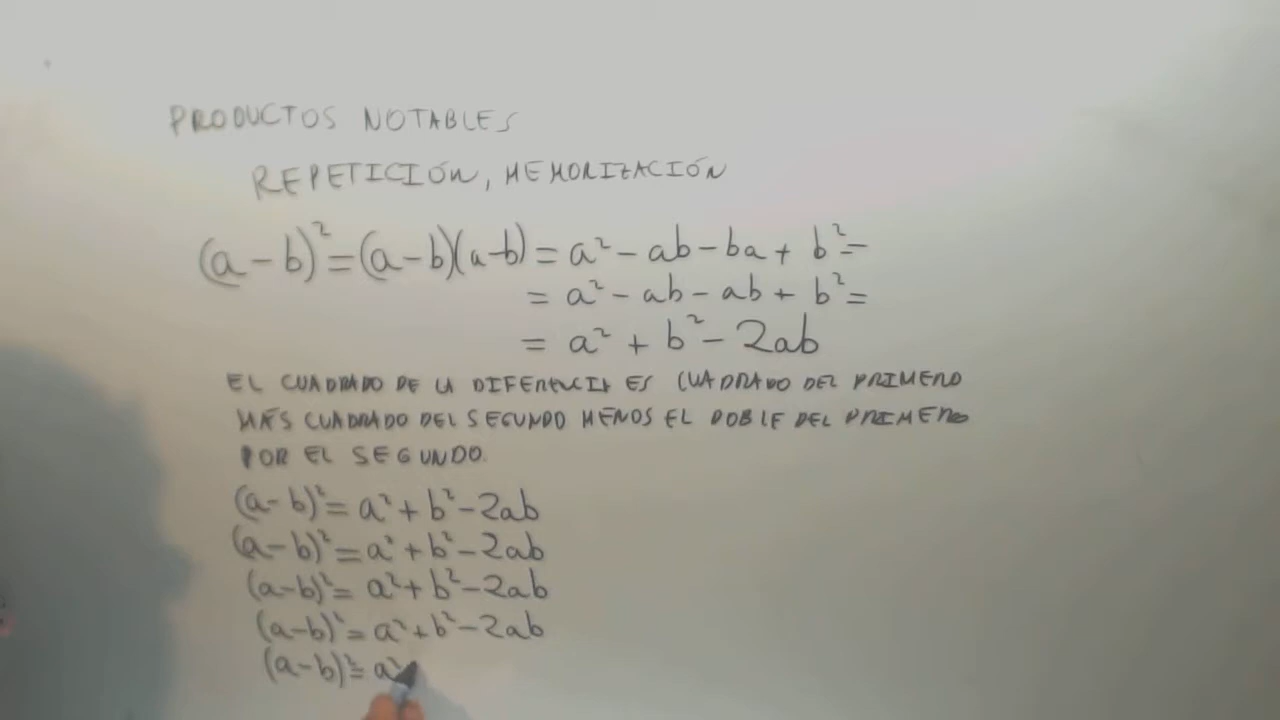 PRODUCTOS NOTABLES
REPETICIÓN, MEMORIZACIÓN
(a-b)²=(a-b)(a-b)=a²-ab-ba+b²=
=a²-ab-ab+b²=
=a²+b²-2ab
EL CUADRADO DE LA DIFERENCIA ES CUADRADO DEL PRIMERO
MÁS CUADRADO DEL SEGUNDO MENOS EL DOBLE DEL PRIMERO
POR EL SEGUNDO.
(a-b)²=a²+b²-2ab
(a-b)²=a²+b²-2ab
(a-b)²=a²+b²-2ab
(a-b)²=a²+b²-2ab
(a-b)²=a²